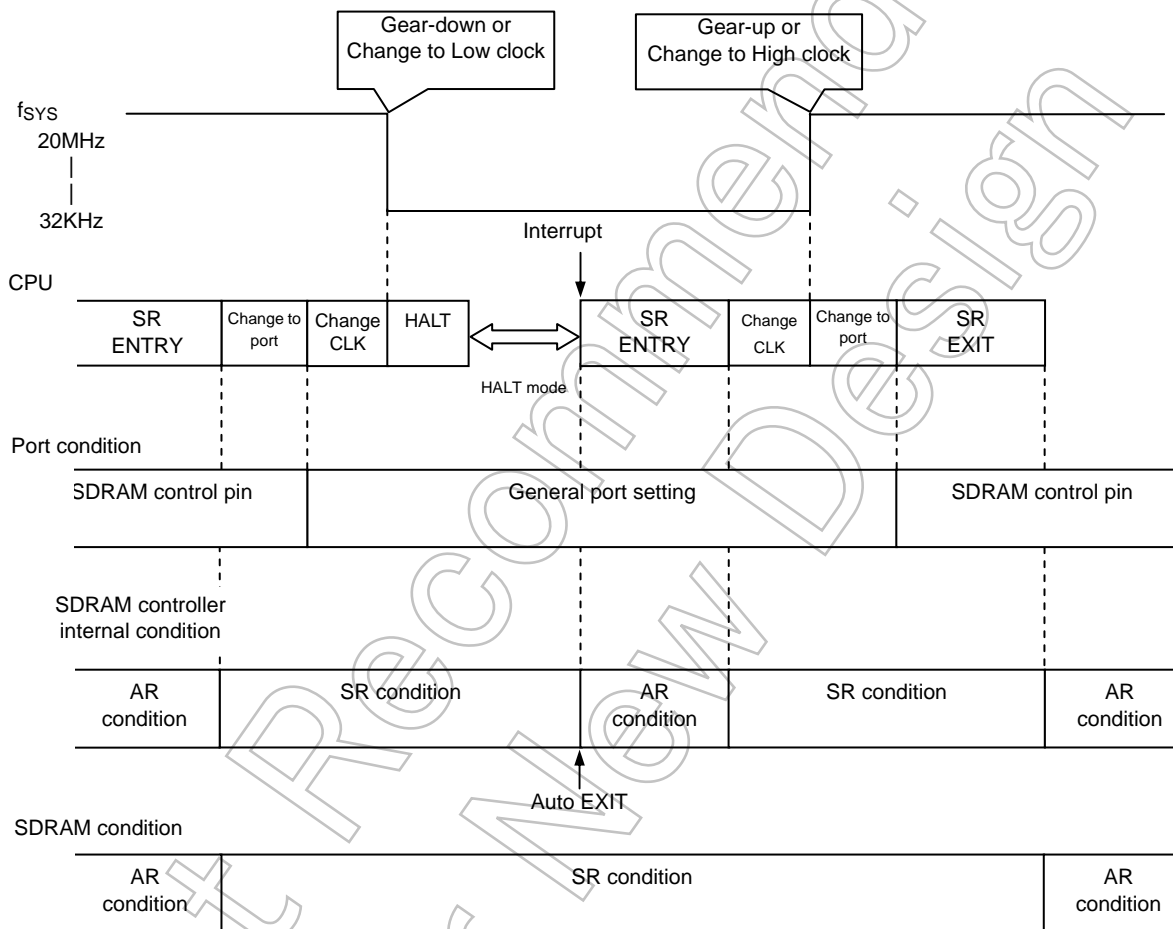 Gear-down or
Change to Low clock
Gear-up or
Change to High clock
fSYS
20MHz
|
|
32KHz
Interrupt
CPU
SR
ENTRY
Change to
port
Change
CLK
HALT
HALT mode
SR
ENTRY
Change
CLK
Change to
port
SR
EXIT
Port condition
SDRAM control pin
General port setting
SDRAM control pin
SDRAM controller
internal condition
AR
condition
SR condition
AR
condition
SR condition
AR
condition
Auto EXIT
SDRAM condition
AR
condition
SR condition
AR
condition
t Recommend
New Design